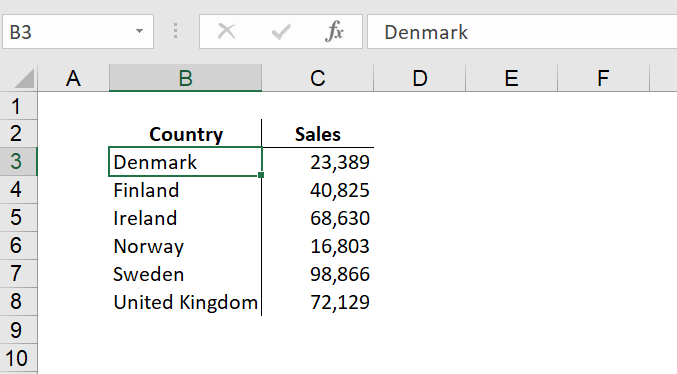 B3 fx Denmark
A B C D E F
1
2 Country Sales
3 Denmark 23,389
4 Finland 40,825
5 Ireland 68,630
6 Norway 16,803
7 Sweden 98,866
8 United Kingdom 72,129
9
10